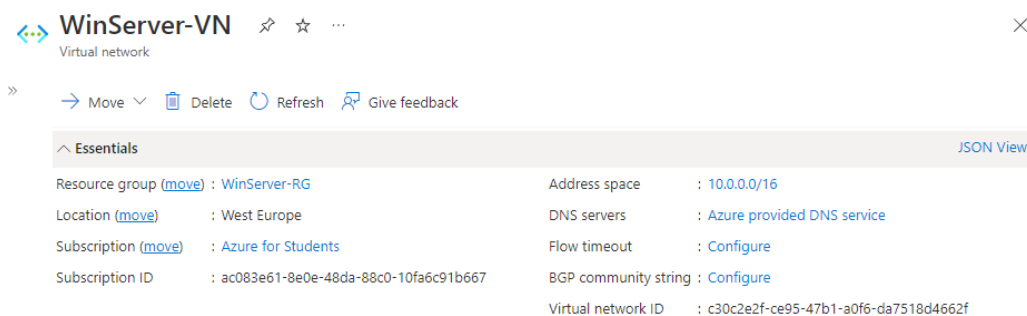 WinServer-VN
Virtual network
Move Delete Refresh Give feedback
Essentials JSON View
Resource group (move) : WinServer-RG
Location (move) : West Europe
Subscription (move) : Azure for Students
Subscription ID : ac083e61-8e0e-48da-88c0-10fa6c91b667
Address space : 10.0.0.0/16
DNS servers : Azure provided DNS service
Flow timeout : Configure
BGP community string : Configure
Virtual network ID : c30c2e2f-ce95-47b1-a0f6-da7518d4662f